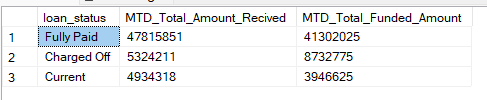 loan_status MTD_Total_Amount_Recived MTD_Total_Funded_Amount
1 Fully Paid 47815851 41302025
2 Charged Off 5324211 8732775
3 Current 4934318 3946625